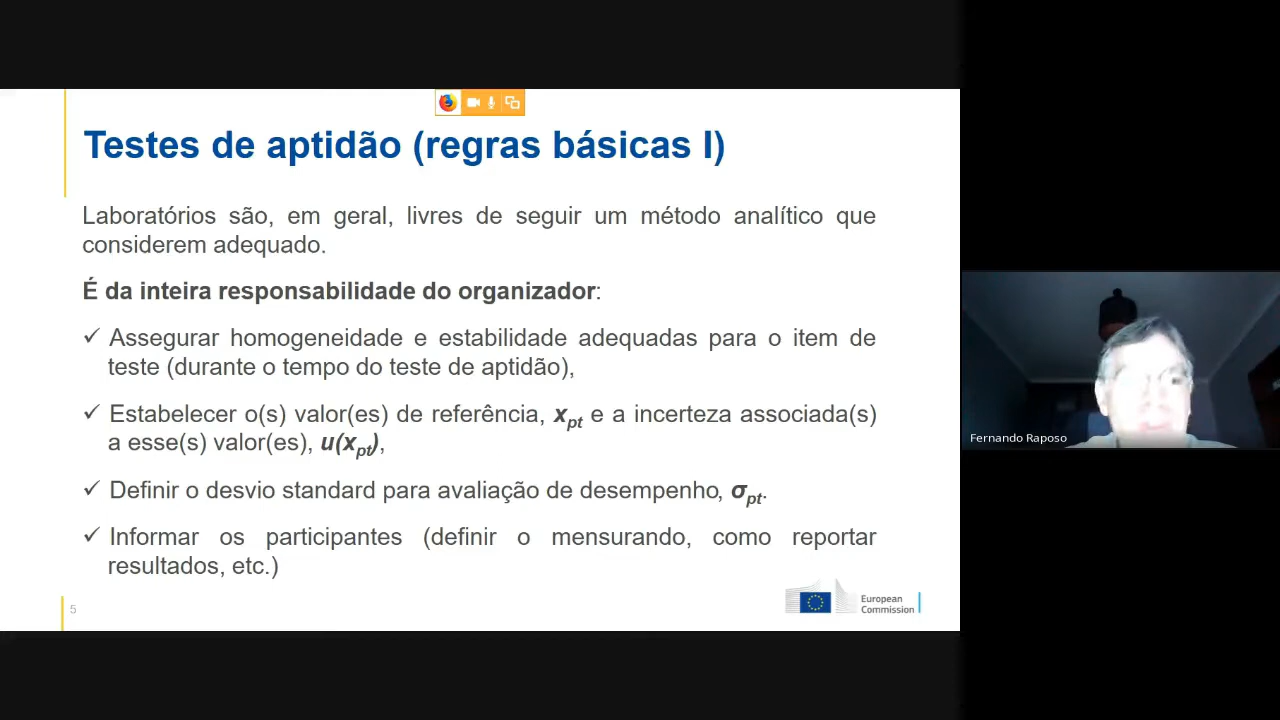 Testes de aptidão (regras básicas I)
Laboratórios são, em geral, livres de seguir um método analítico que
considerem adequado.
É da inteira responsabilidade do organizador:
✓ Assegurar homogeneidade e estabilidade adequadas para o item de
teste (durante o tempo do teste de aptidão),
✓ Estabelecer o(s) valor(es) de referência, xpt e a incerteza associada(s)
a esse(s) valor(es), u(xpt),
✓ Definir o desvio standard para avaliação de desempenho, σpt.
✓ Informar os participantes (definir o mensurando, como reportar
resultados, etc.)
5
European
Commission
Fernando Raposo